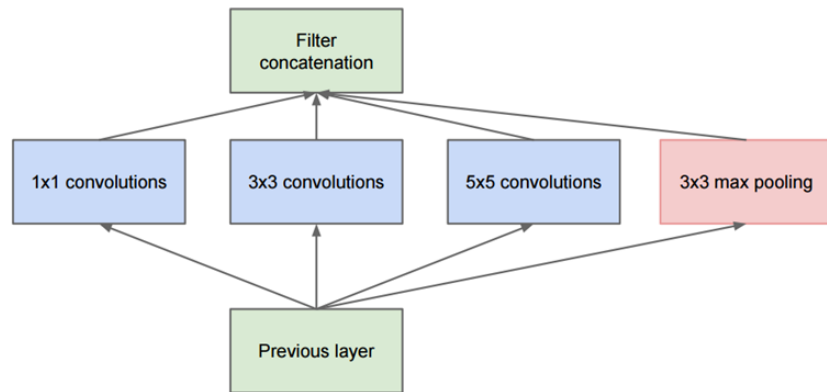 Filter
concatenation
1x1 convolutions
3x3 convolutions
5x5 convolutions
3x3 max pooling
Previous layer